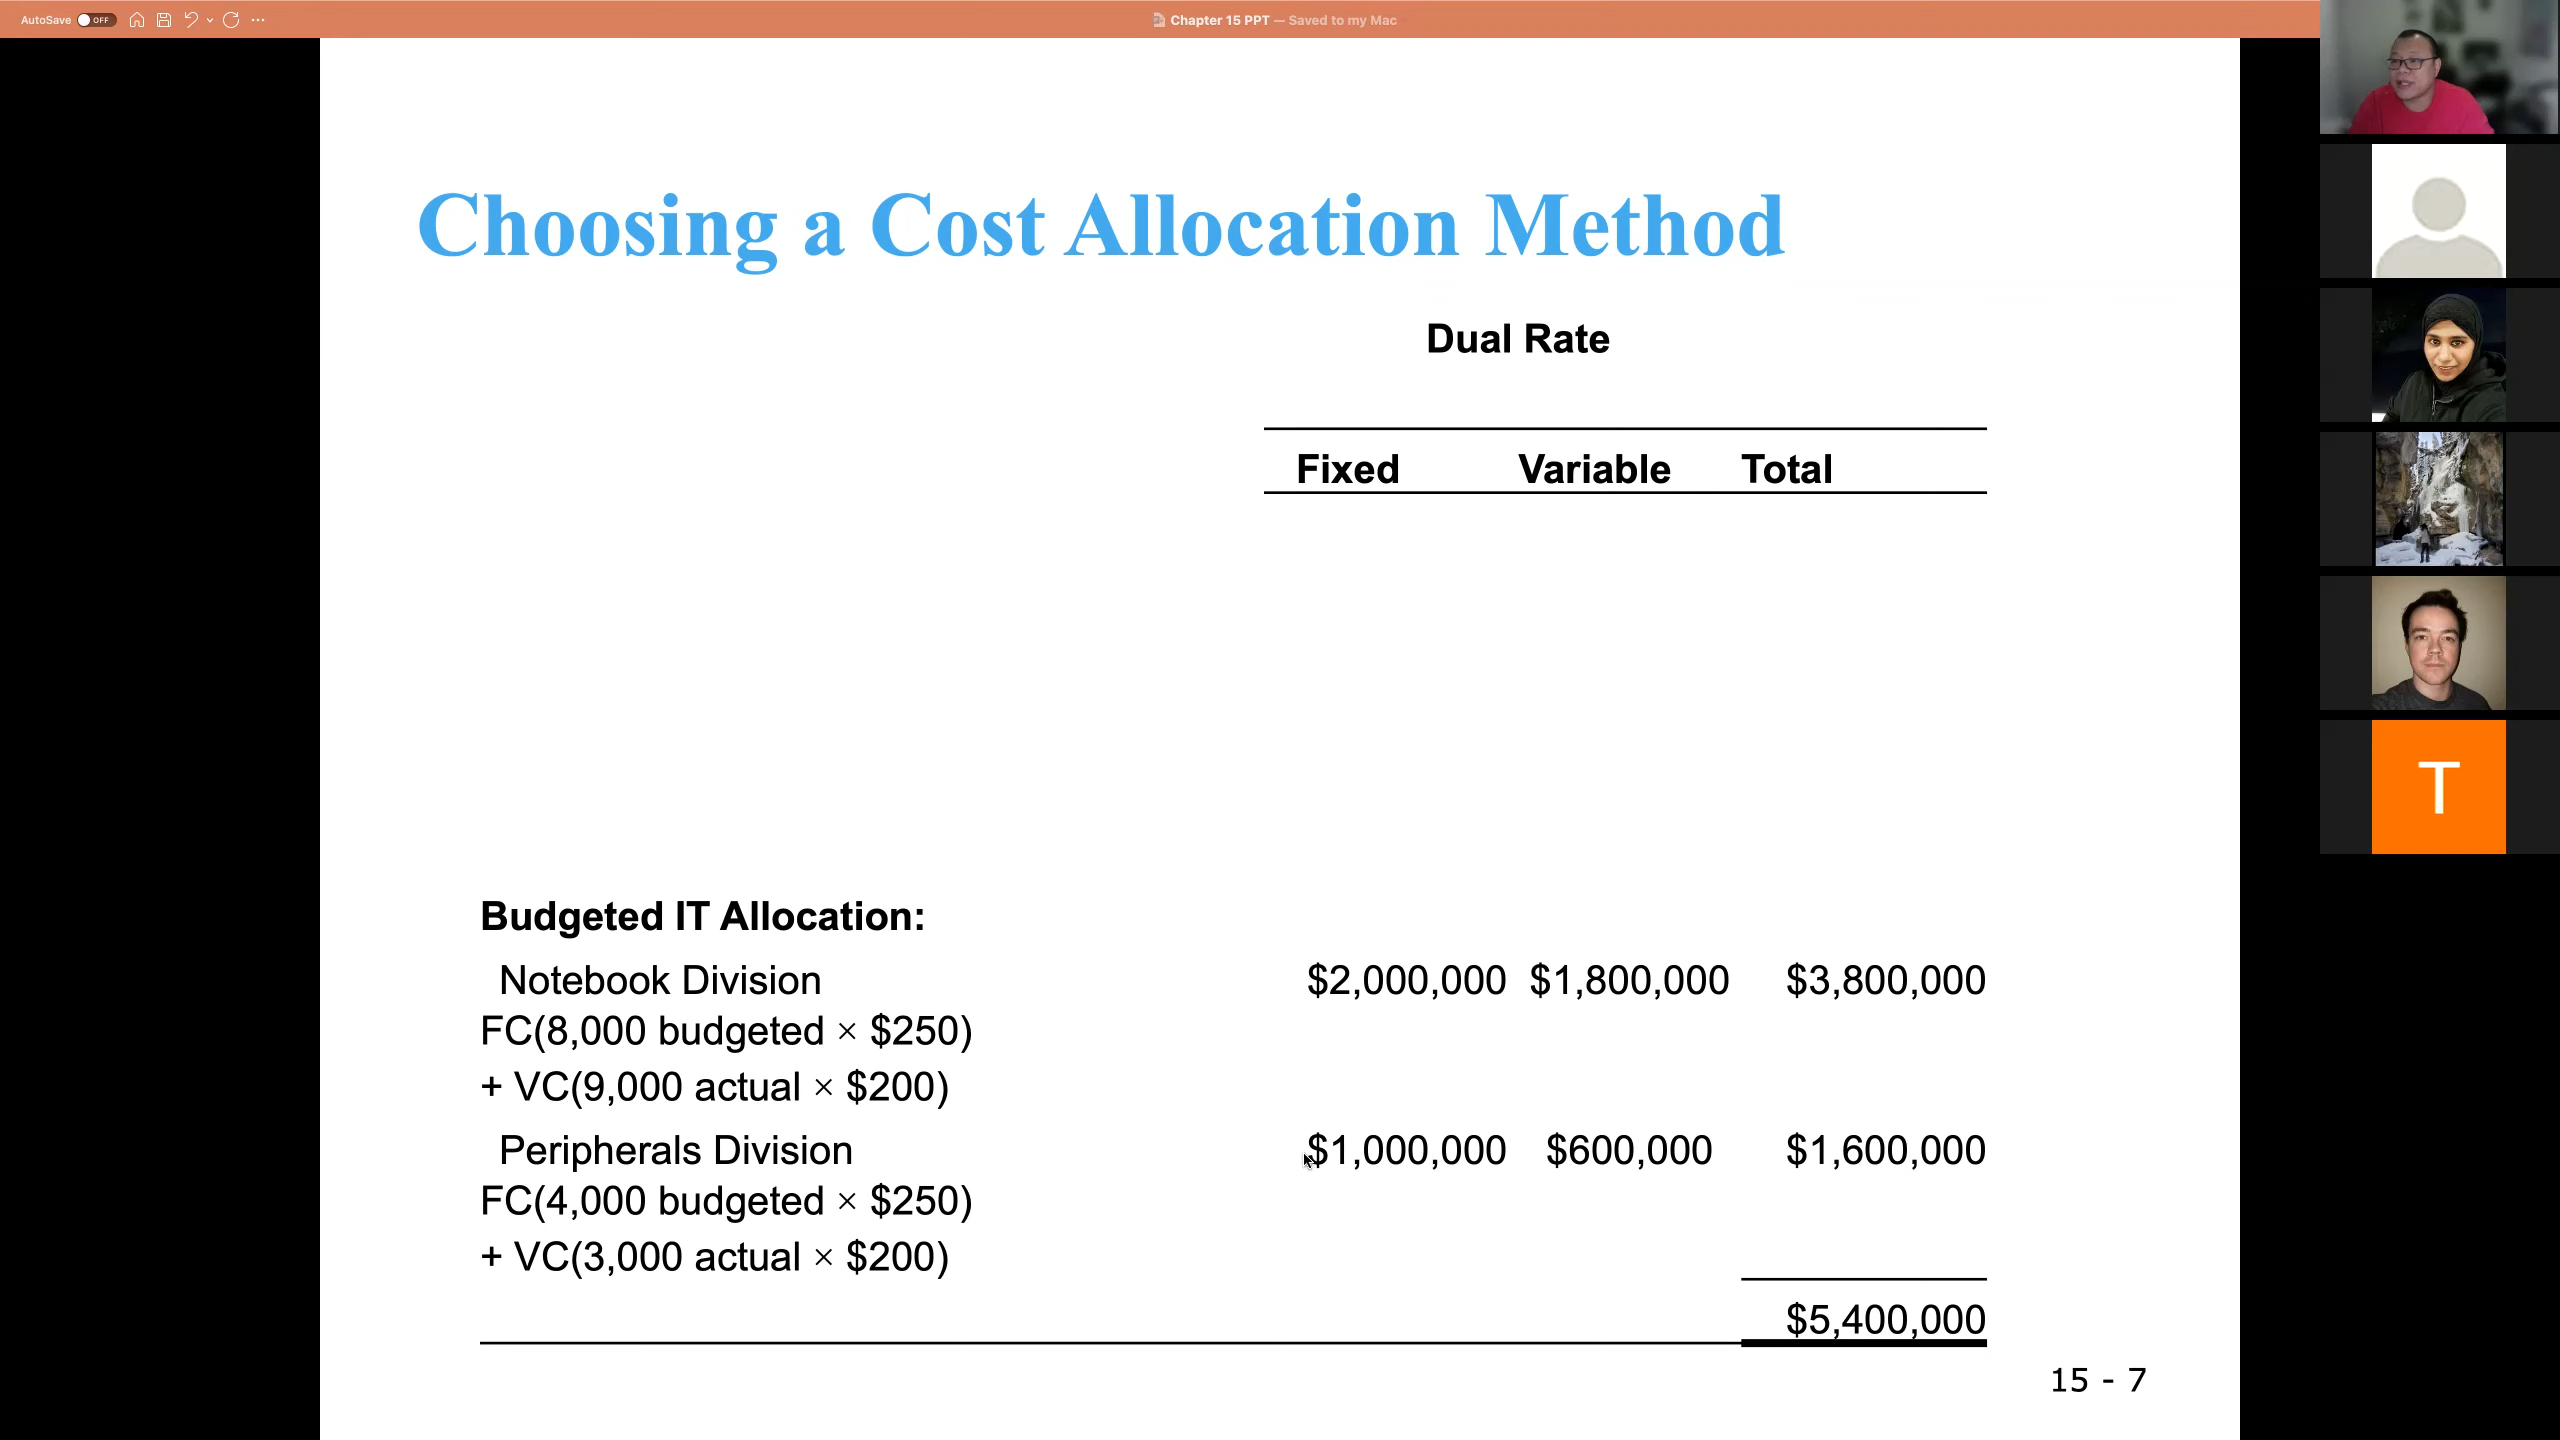 AutoSave OFF
Chapter 15 PPT — Saved to my Mac
Choosing a Cost Allocation Method
Dual Rate
Fixed Variable Total
Budgeted IT Allocation:
Notebook Division $2,000,000 $1,800,000 $3,800,000
FC(8,000 budgeted × $250)
+ VC(9,000 actual × $200)
Peripherals Division $1,000,000 $600,000 $1,600,000
FC(4,000 budgeted × $250)
+ VC(3,000 actual × $200)
$5,400,000
15 - 7
T